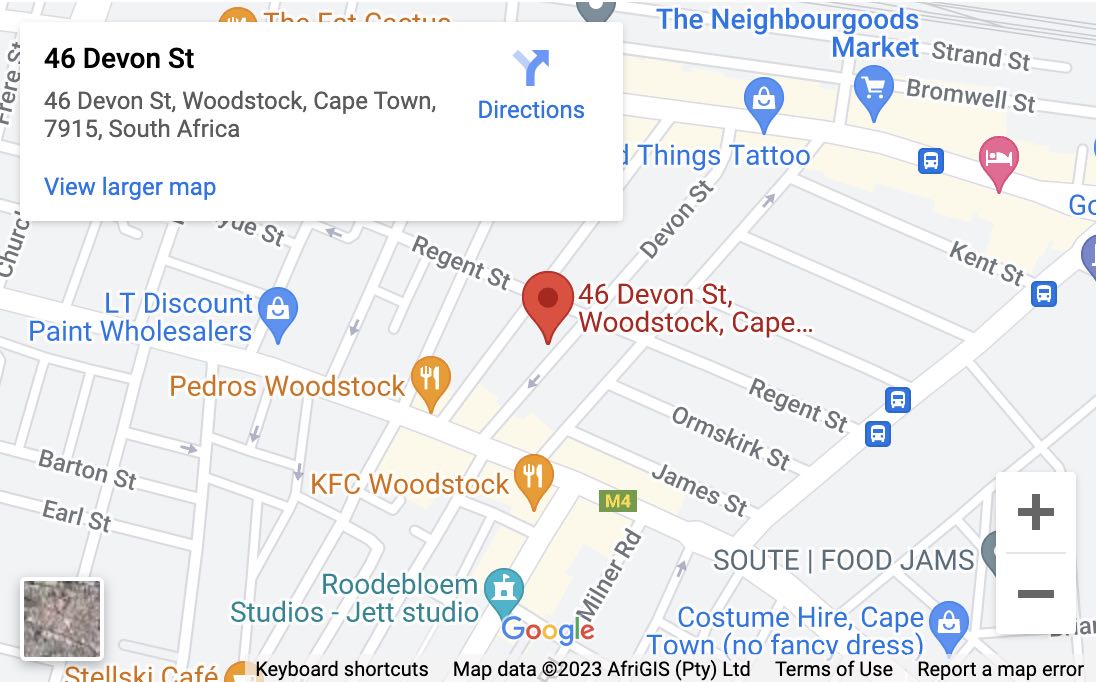 The Fat Cactus
The Neighbourgoods
Market
Strand St
Frere St
46 Devon St
46 Devon St, Woodstock, Cape Town,
7915, South Africa
Directions
View larger map
Bromwell St
Things Tattoo
Devon St
Church
Regent St
Kent St
LT Discount
Paint Wholesalers
46 Devon St,
Woodstock, Cape...
Pedros Woodstock
Regent St
Ormskirk St
Barton St
KFC Woodstock
James St
M4
Earl St
Milner Rd
SOUTE | FOOD JAMS
Roodebloem
Studios - Jett studio
Google
Costume Hire, Cape
Town (no fancy dress)
Stellski Café
Keyboard shortcuts
Map data ©2023 AfriGIS (Pty) Ltd
Terms of Use
Report a map error